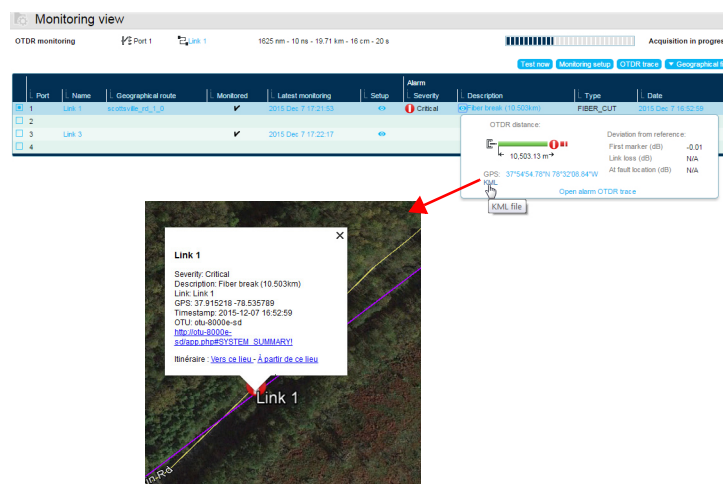 Monitoring view
OTDR monitoring Port 1 Link 1 1625 nm - 10 ns - 19.71 km - 16 cm - 20 s Acquisition in progres
Test now Monitoring setup OTDR trace Geographical fi
Alarm
Port Name Geographical route Monitored Latest monitoring Setup Severity Description Type Date
1 Link 1 scottsville_rd_1_0 2015 Dec 7 17:21:53 Critical Fiber break (10.503km) FIBER_CUT 2015 Dec 7 16:52:59
2
3 Link 3 2015 Dec 7 17:22:17
4
OTDR distance:
10,503.13 m
GPS: 37°54'54.78"N 78°32'08.84"W
KML
Deviation from reference:
First marker (dB) -0.01
Link loss (dB) N/A
At fault location (dB) N/A
Open alarm OTDR trace
KML file
Link 1
Severity: Critical
Description: Fiber break (10.503km)
Link: Link 1
GPS: 37.915218 -78.535789
Timestamp: 2015-12-07 16:52:59
OTU: otu-8000e-sd
http://otu-8000e-
sd/app.php#SYSTEM_SUMMARY!
Itinéraire : Vers ce lieu - À partir de ce lieu
Link 1
in-Rd